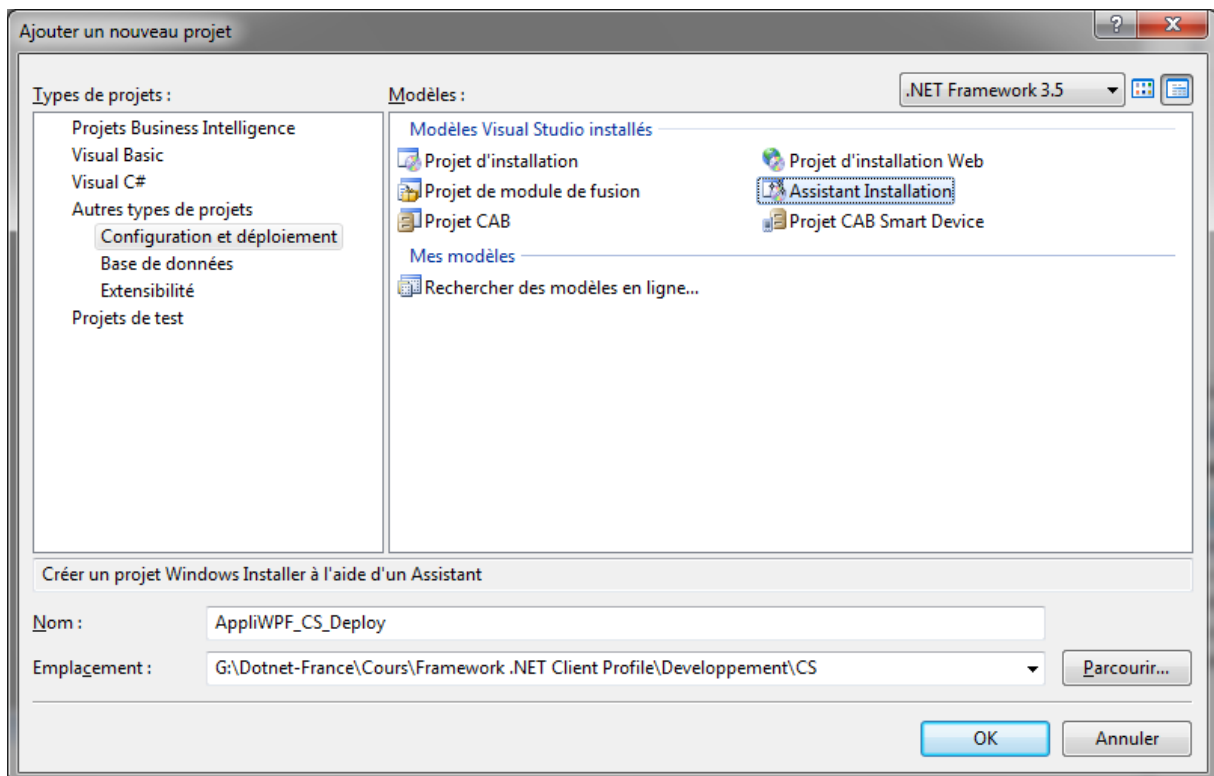 Ajouter un nouveau projet
Types de projets :
Modèles :
.NET Framework 3.5
Projets Business Intelligence
Visual Basic
Visual C#
Autres types de projets
Configuration et déploiement
Base de données
Extensibilité
Projets de test
Modèles Visual Studio installés
Projet d'installation
Projet d'installation Web
Projet de module de fusion
Assistant Installation
Projet CAB
Projet CAB Smart Device
Mes modèles
Rechercher des modèles en ligne...
Créer un projet Windows Installer à l'aide d'un Assistant
Nom :
AppliWPF_CS_Deploy
Emplacement :
G:\Dotnet-France\Cours\Framework .NET Client Profile\Developpement\CS
Parcourir...
OK
Annuler